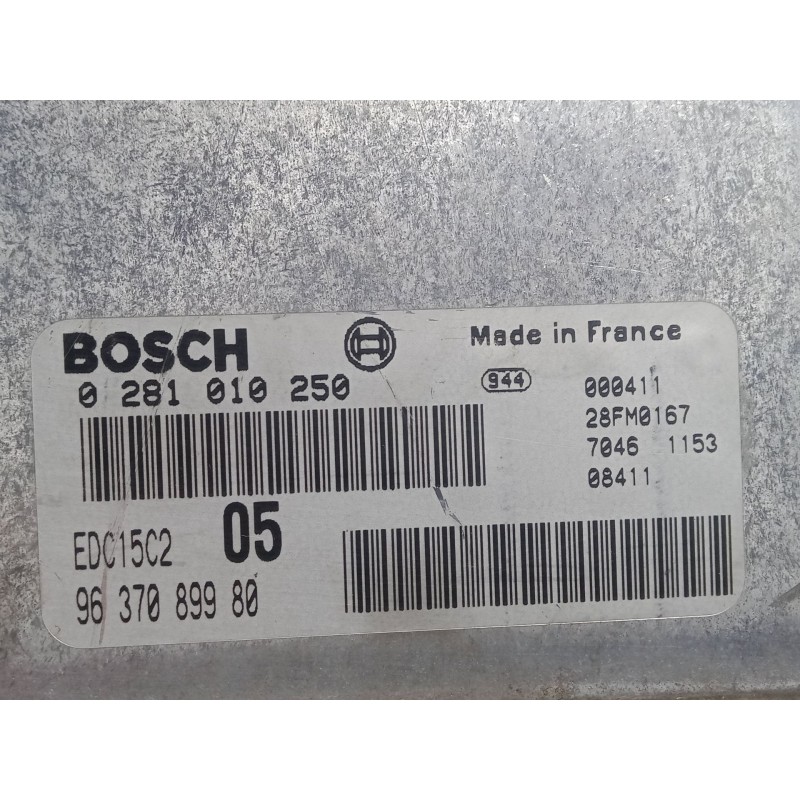 BOSCH
Made in France
0 281 010 250
944
000411
28FM0167
7046 1153
08411
EDC15C2 05
96 370 899 80